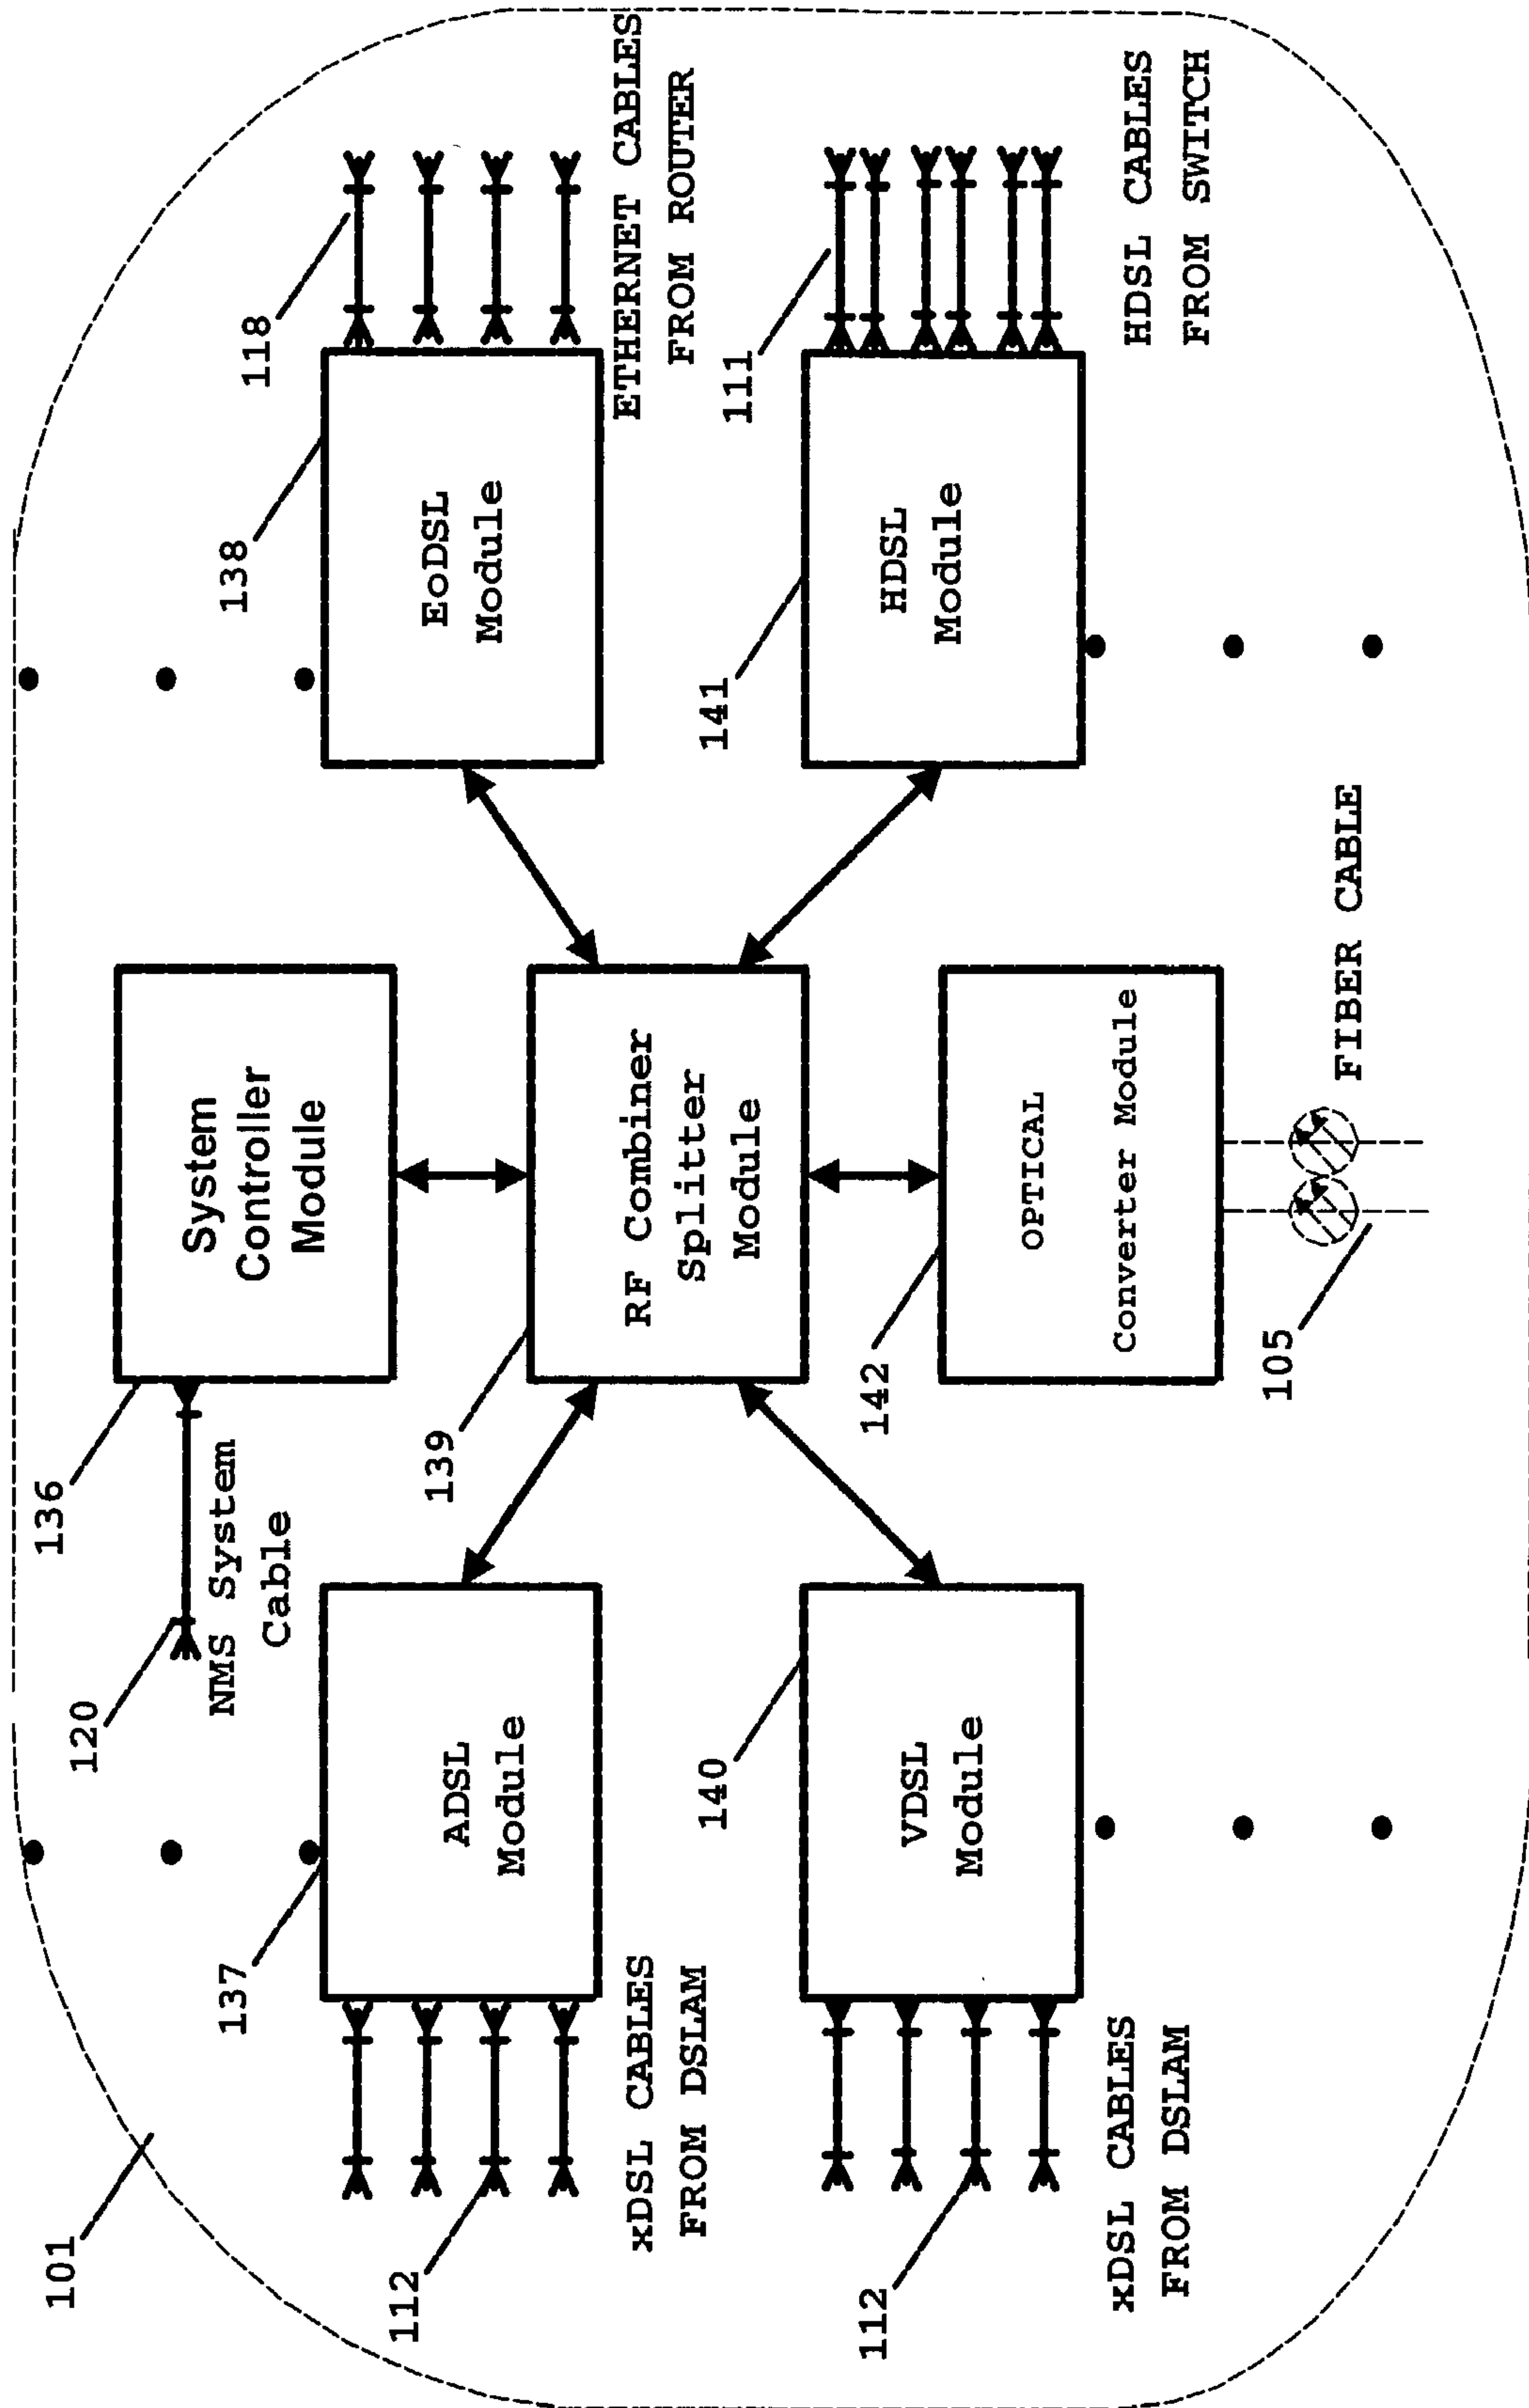 101
120
NMS System
Cable
136
System
Controller
Module
137
ADSL
Module
112
xDSL CABLES
FROM DSLAM
139
RF Combiner
Splitter
Module
138
EoDSL
Module
118
ETHERNET CABLES
FROM ROUTER
140
VDSL
Module
112
xDSL CABLES
FROM DSLAM
142
OPTICAL
Converter Module
105
FIBER CABLE
141
HDSL
Module
111
HDSL CABLES
FROM SWITCH